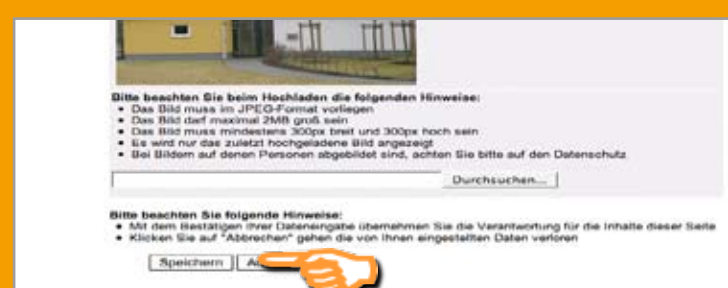 Bitte beachten Sie beim Hochladen die folgenden Hinweise:
• Das Bild muss im JPEG-Format vorliegen
• Das Bild darf maximal 2MB groß sein
• Das Bild muss mindestens 300px breit und 300px hoch sein
• Es wird nur das zuletzt hochgeladene Bild angezeigt
• Bei Bildern auf denen Personen abgebildet sind, achten Sie bitte auf den Datenschutz
Durchsuchen...
Bitte beachten Sie folgende Hinweise:
• Mit dem Bestätigen Ihrer Dateneingabe übernehmen Sie die Verantwortung für die Inhalte dieser Seite
• Klicken Sie auf "Abbrechen" gehen die von Ihnen eingestellten Daten verloren
Speichern